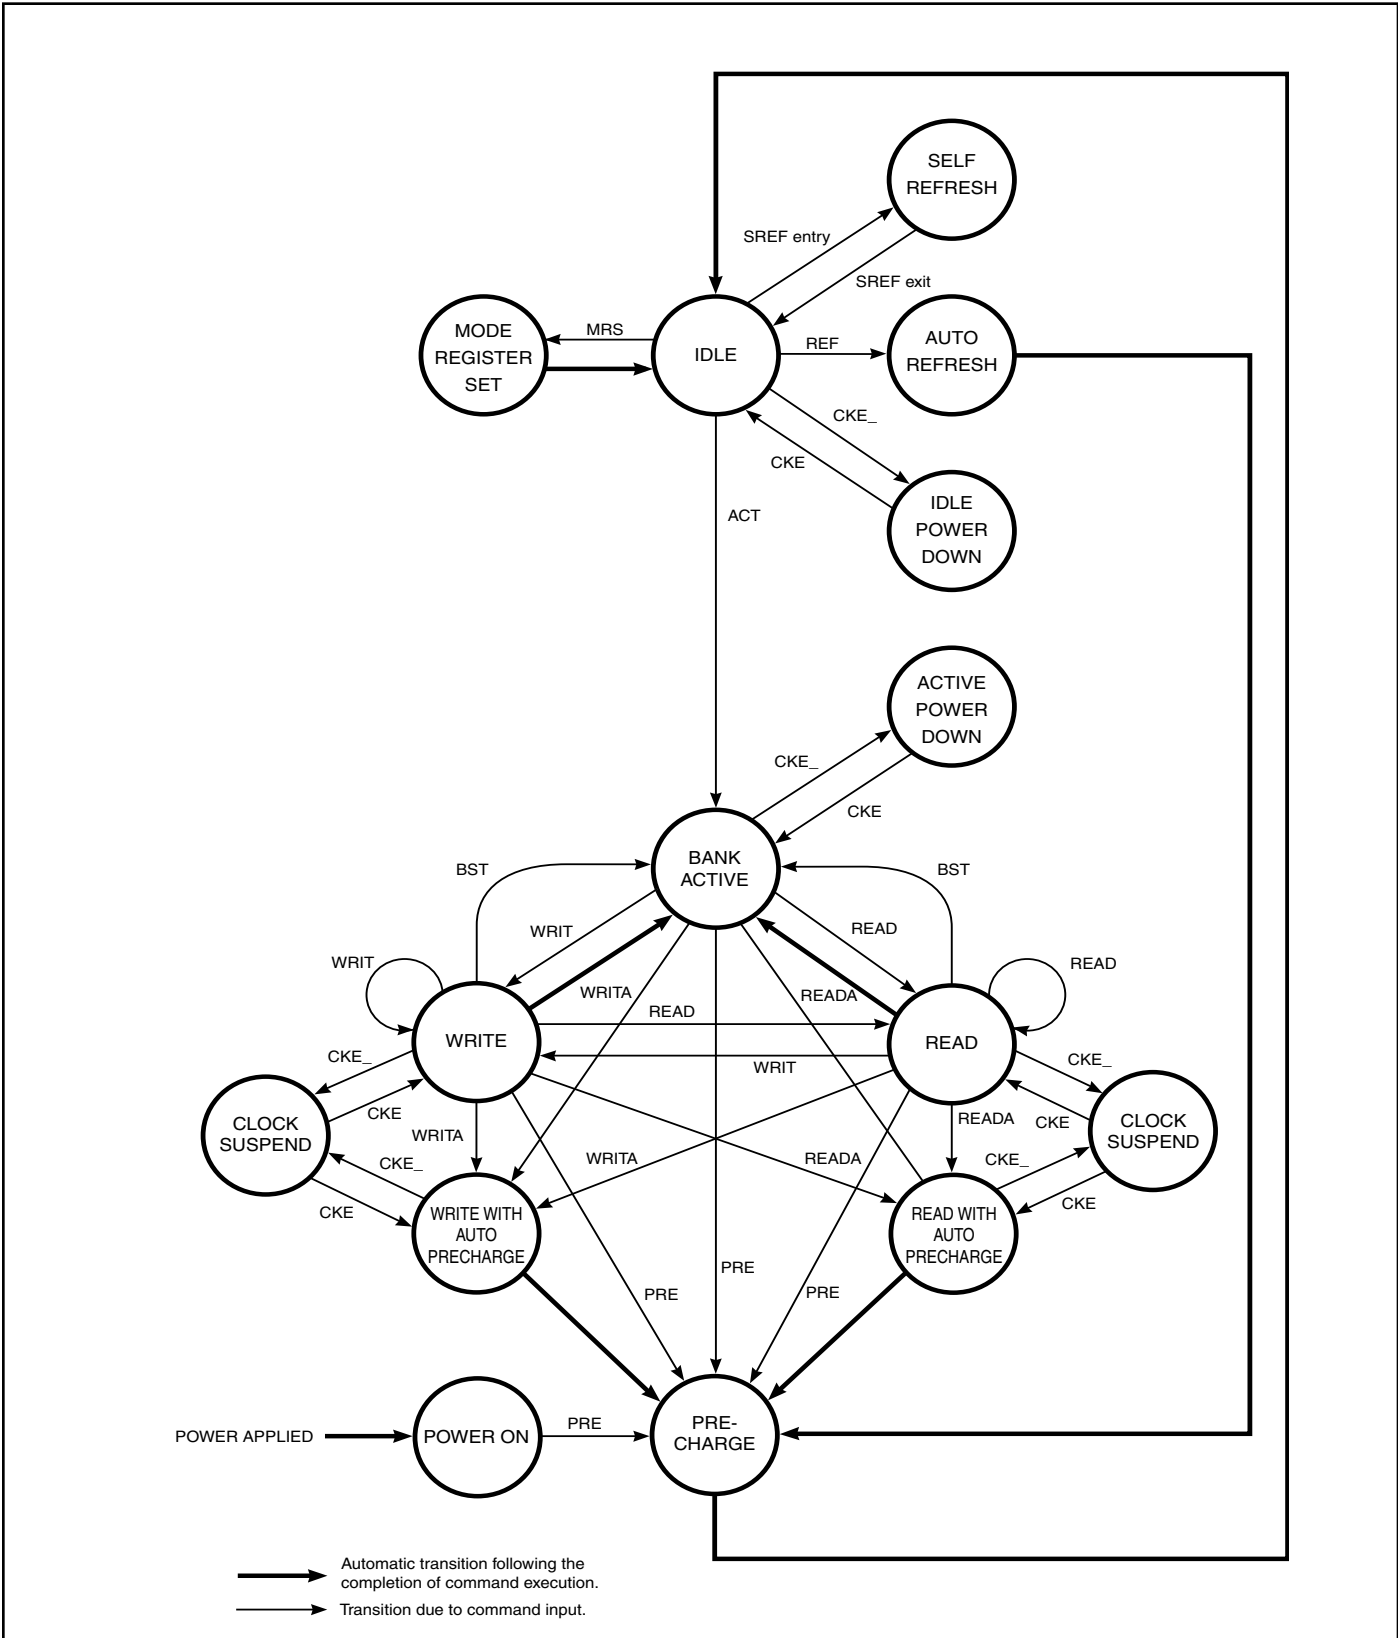 SELF
REFRESH
SREF entry
SREF exit
MODE
REGISTER
SET
MRS
IDLE
REF
AUTO
REFRESH
CKE_
CKE
IDLE
POWER
DOWN
ACT
ACTIVE
POWER
DOWN
CKE_
CKE
BANK
ACTIVE
BST
BST
WRIT
READ
WRIT
READ
WRITA
READA
READ
WRITE
READ
WRIT
CKE_
CKE_
CKE
CKE
CLOCK
SUSPEND
CLOCK
SUSPEND
WRITA
READA
CKE_
CKE_
WRITA
READA
CKE
CKE
WRITE WITH
AUTO
PRECHARGE
READ WITH
AUTO
PRECHARGE
PRE
PRE
PRE
POWER APPLIED
POWER ON
PRE
PRE-
CHARGE
Automatic transition following the
completion of command execution.
Transition due to command input.